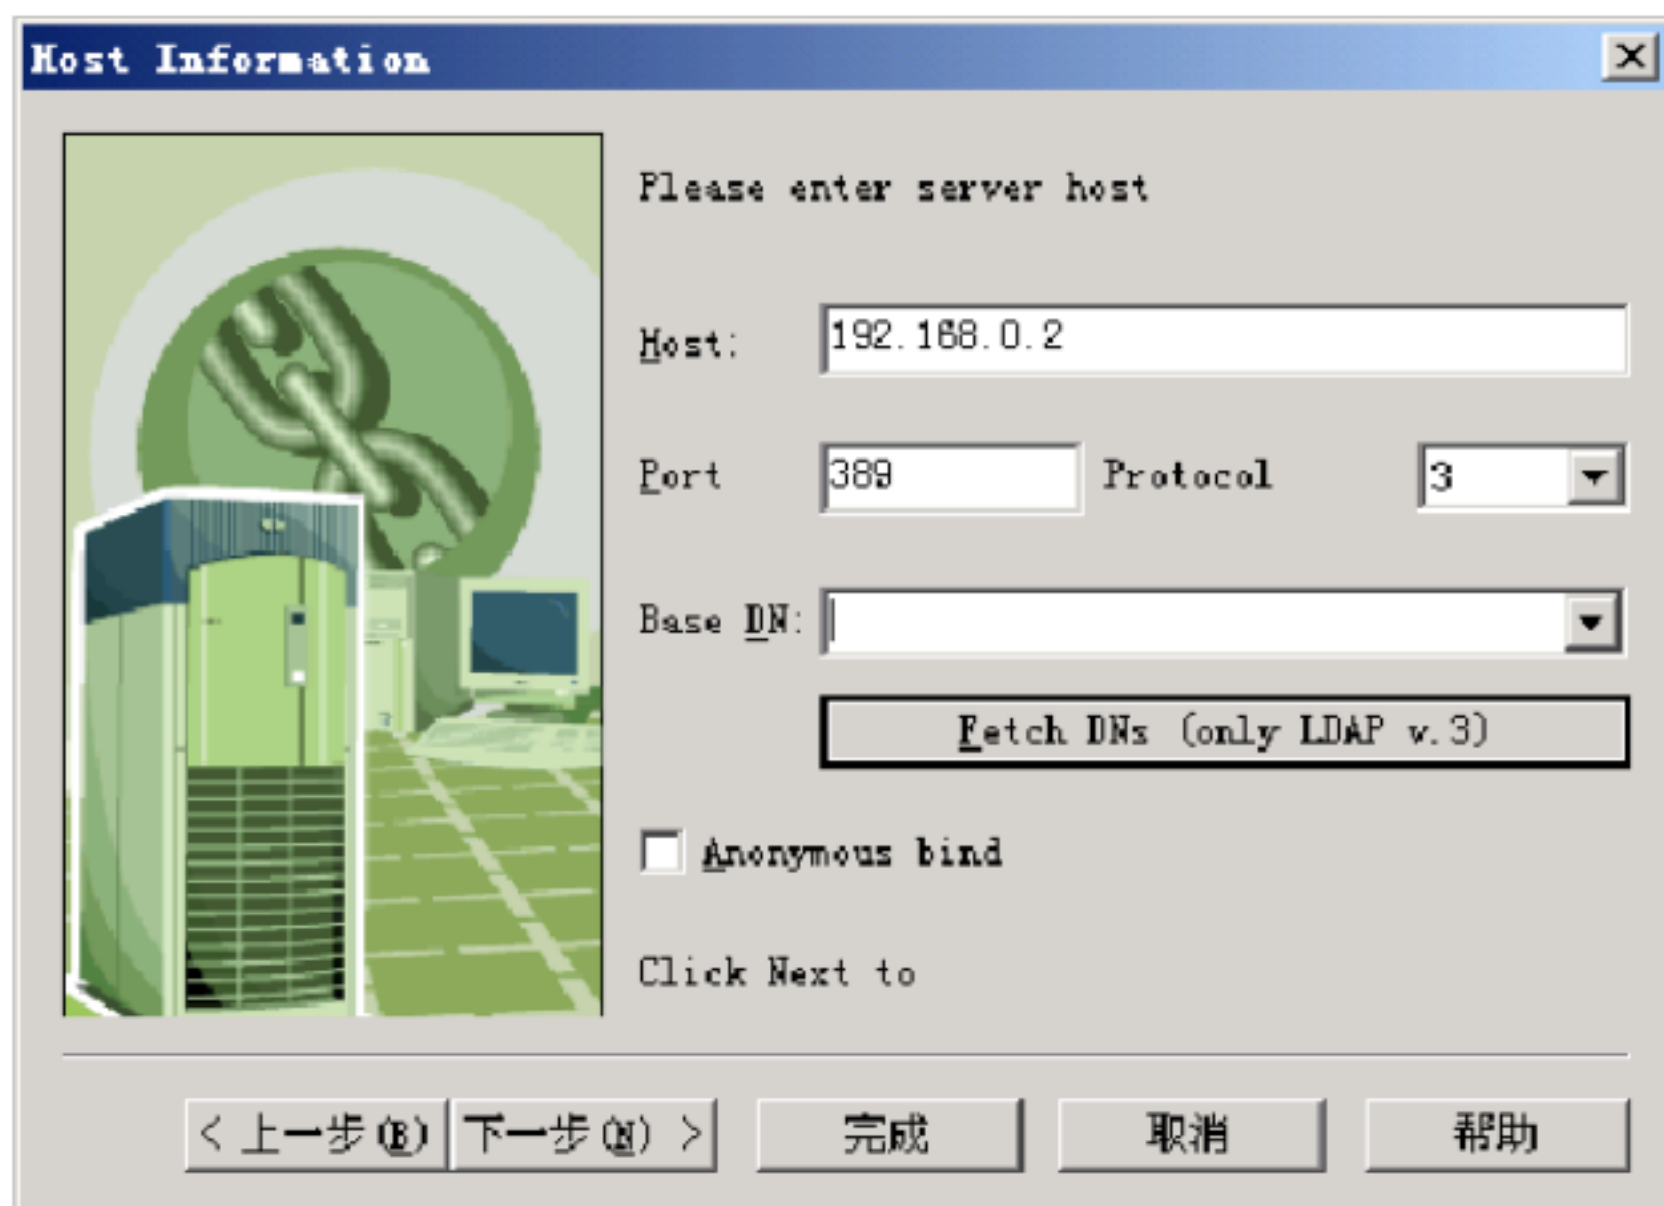 Host Information
Please enter server host
Host: 192.168.0.2
Port 389 Protocol 3
Base DN:
Fetch DNs (only LDAP v.3)
Anonymous bind
Click Next to
< 上一步(B) 下一步(N) > 完成 取消 帮助